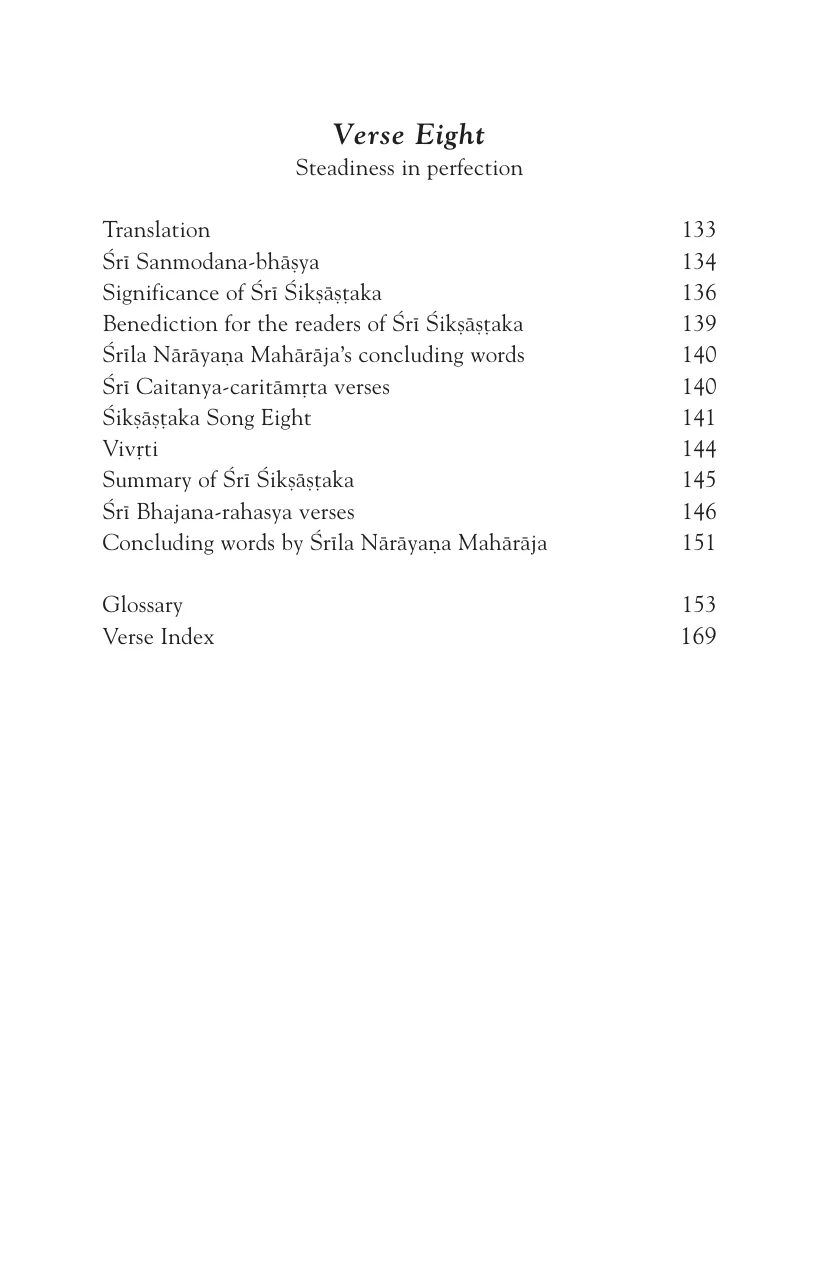 Verse Eight
Steadiness in perfection
Translation 133
Śrī Sanmodana-bhāṣya 134
Significance of Śrī Śikṣāṣṭaka 136
Benediction for the readers of Śrī Śikṣāṣṭaka 139
Śrīla Nārāyaṇa Mahārāja’s concluding words 140
Śrī Caitanya-caritāmṛta verses 140
Śikṣāṣṭaka Song Eight 141
Vivṛti 144
Summary of Śrī Śikṣāṣṭaka 145
Śrī Bhajana-rahasya verses 146
Concluding words by Śrīla Nārāyaṇa Mahārāja 151
Glossary 153
Verse Index 169